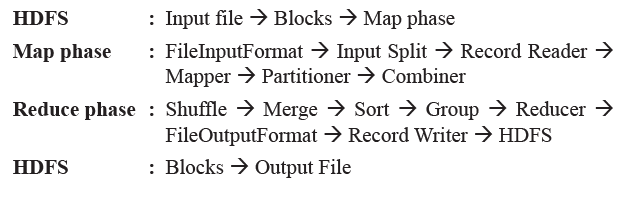 HDFS : Input file → Blocks → Map phase
Map phase : FileInputFormat → Input Split → Record Reader →
Mapper → Partitioner → Combiner
Reduce phase : Shuffle → Merge → Sort → Group → Reducer →
FileOutputFormat → Record Writer → HDFS
HDFS : Blocks → Output File